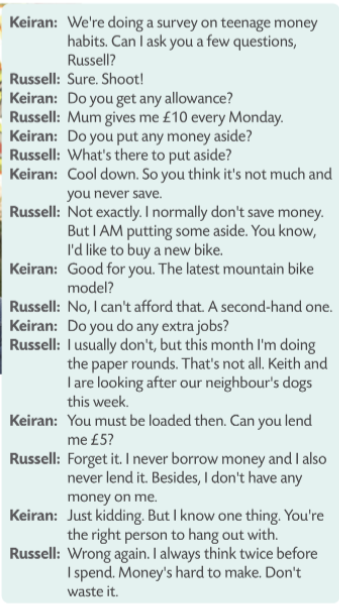 Keiran: We're doing a survey on teenage money
habits. Can I ask you a few questions,
Russell?
Russell: Sure. Shoot!
Keiran: Do you get any allowance?
Russell: Mum gives me £10 every Monday.
Keiran: Do you put any money aside?
Russell: What's there to put aside?
Keiran: Cool down. So you think it's not much and
you never save.
Russell: Not exactly. I normally don't save money.
But I AM putting some aside. You know,
I'd like to buy a new bike.
Keiran: Good for you. The latest mountain bike
model?
Russell: No, I can't afford that. A second-hand one.
Keiran: Do you do any extra jobs?
Russell: I usually don't, but this month I'm doing
the paper rounds. That's not all. Keith and
I are looking after our neighbour's dogs
this week.
Keiran: You must be loaded then. Can you lend
me £5?
Russell: Forget it. I never borrow money and I also
never lend it. Besides, I don't have any
money on me.
Keiran: Just kidding. But I know one thing. You're
the right person to hang out with.
Russell: Wrong again. I always think twice before
I spend. Money's hard to make. Don't
waste it.